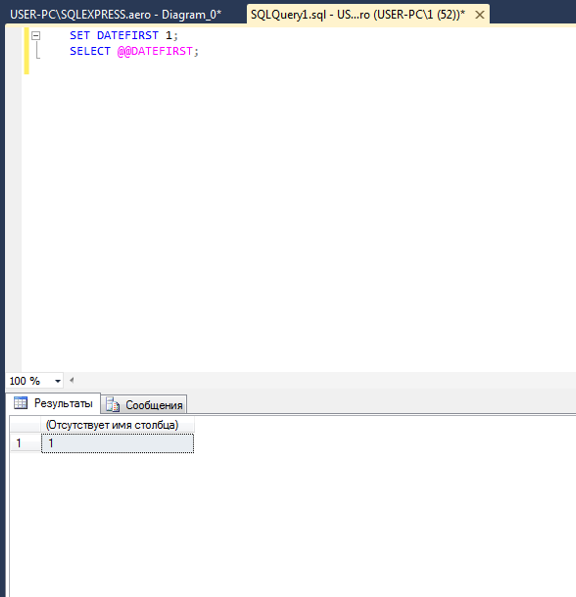 USER-PC\SQLEXPRESS.aero - Diagram_0* SQLQuery1.sql - US...ro (USER-PC\1 (52))*
SET DATEFIRST 1;
SELECT @@DATEFIRST;
100 %
Результаты Сообщения
(Отсутствует имя столбца)
1 1